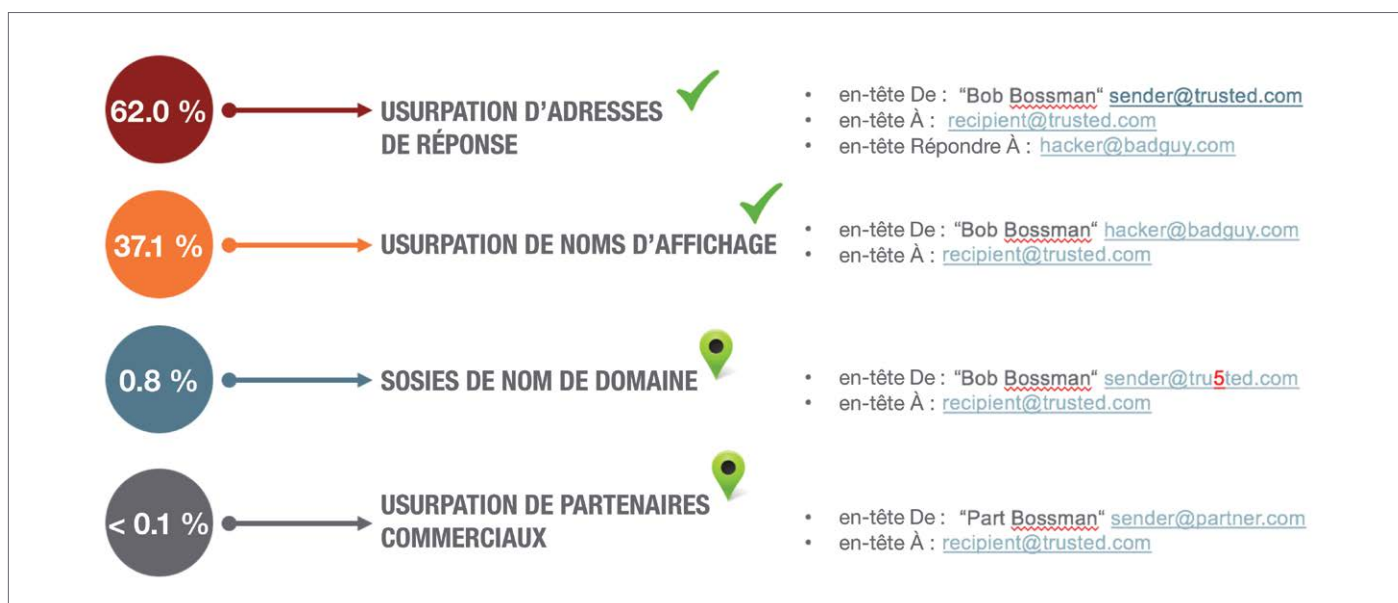 62.0 %
USURPATION D'ADRESSES
DE RÉPONSE
• en-tête De : “Bob Bossman“ sender@trusted.com
• en-tête À : recipient@trusted.com
• en-tête Répondre À : hacker@badguy.com
37.1 %
USURPATION DE NOMS D'AFFICHAGE
• en-tête De : “Bob Bossman“ hacker@badguy.com
• en-tête À : recipient@trusted.com
0.8 %
SOSIES DE NOM DE DOMAINE
• en-tête De : “Bob Bossman“ sender@tru5ted.com
• en-tête À : recipient@trusted.com
< 0.1 %
USURPATION DE PARTENAIRES
COMMERCIAUX
• en-tête De : “Part Bossman“ sender@partner.com
• en-tête À : recipient@trusted.com